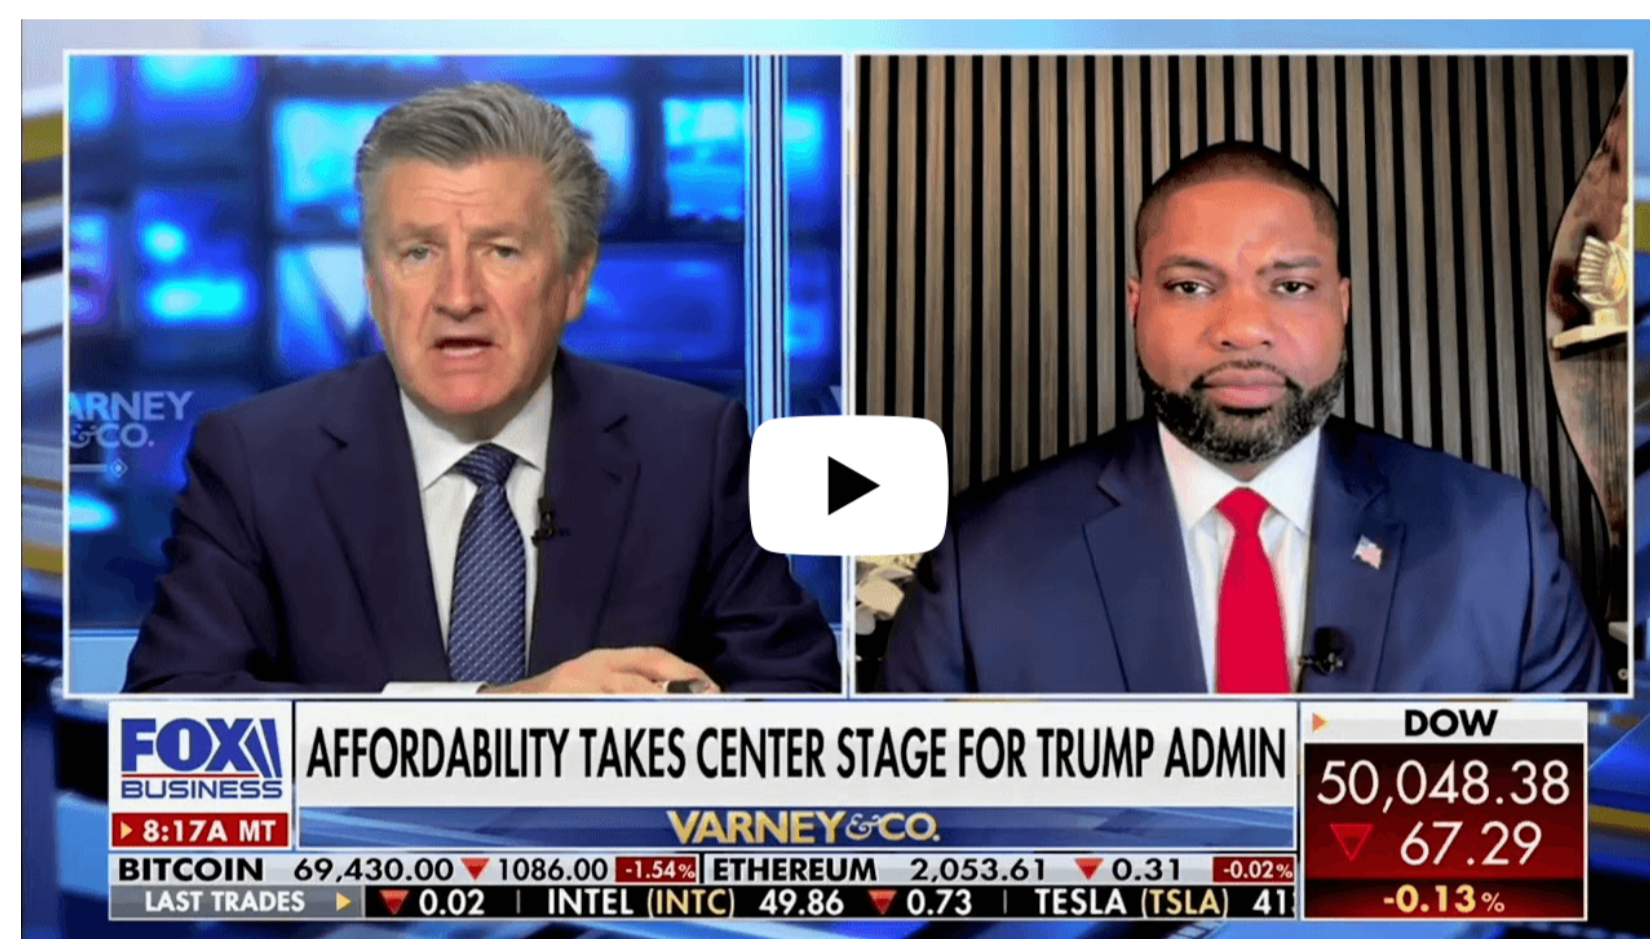 ARNEY
&CO.
FOX
BUSINESS
8:17A MT
AFFORDABILITY TAKES CENTER STAGE FOR TRUMP ADMIN
VARNEY&CO.
DOW
50,048.38
67.29
-0.13%
BITCOIN 69,430.00 1086.00 -1.54% ETHEREUM 2,053.61 0.31 -0.02%
LAST TRADES 0.02 | INTEL (INTC) 49.86 0.73 | TESLA (TSLA) 41